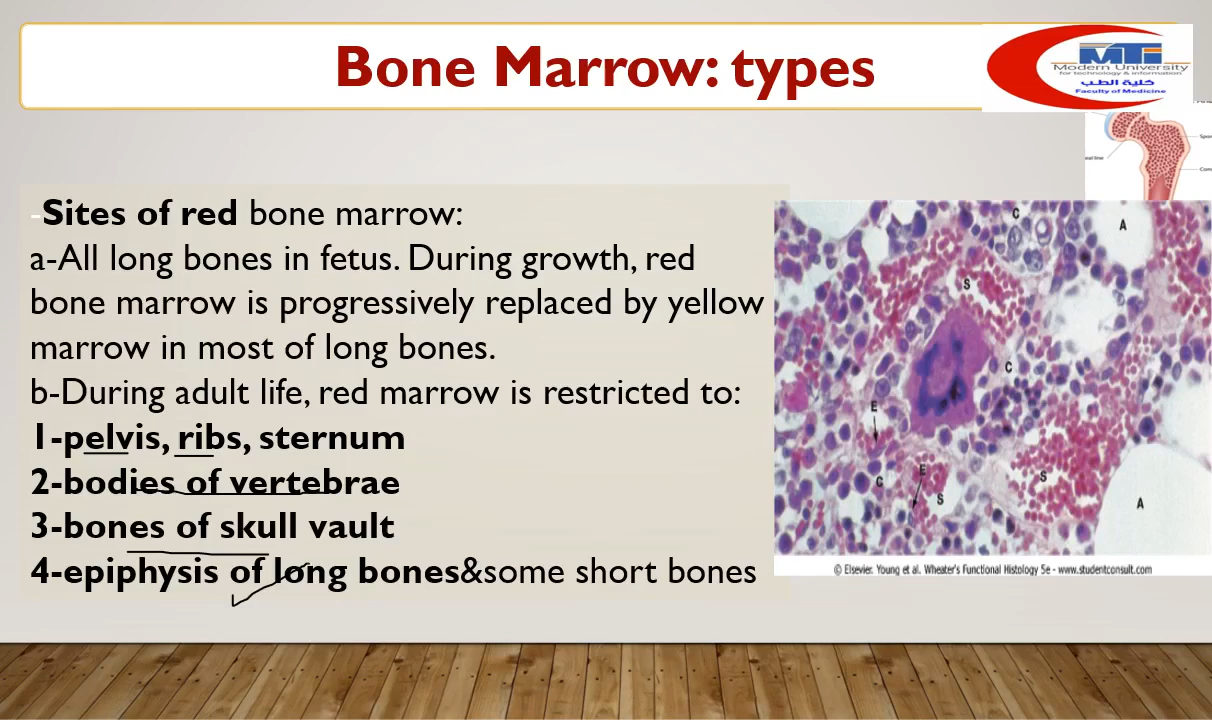 Bone Marrow: types
MTI
Modern University
for technology & information
كلية الطب
Faculty of Medicine
-Sites of red bone marrow:
a-All long bones in fetus. During growth, red
bone marrow is progressively replaced by yellow
marrow in most of long bones.
b-During adult life, red marrow is restricted to:
1-pelvis, ribs, sternum
2-bodies of vertebrae
3-bones of skull vault
4-epiphysis of long bones&some short bones
C
A
S
C
E
E
C
S
S
A
© Elsevier. Young et al. Wheater's Functional Histology 5e - www.studentconsult.com